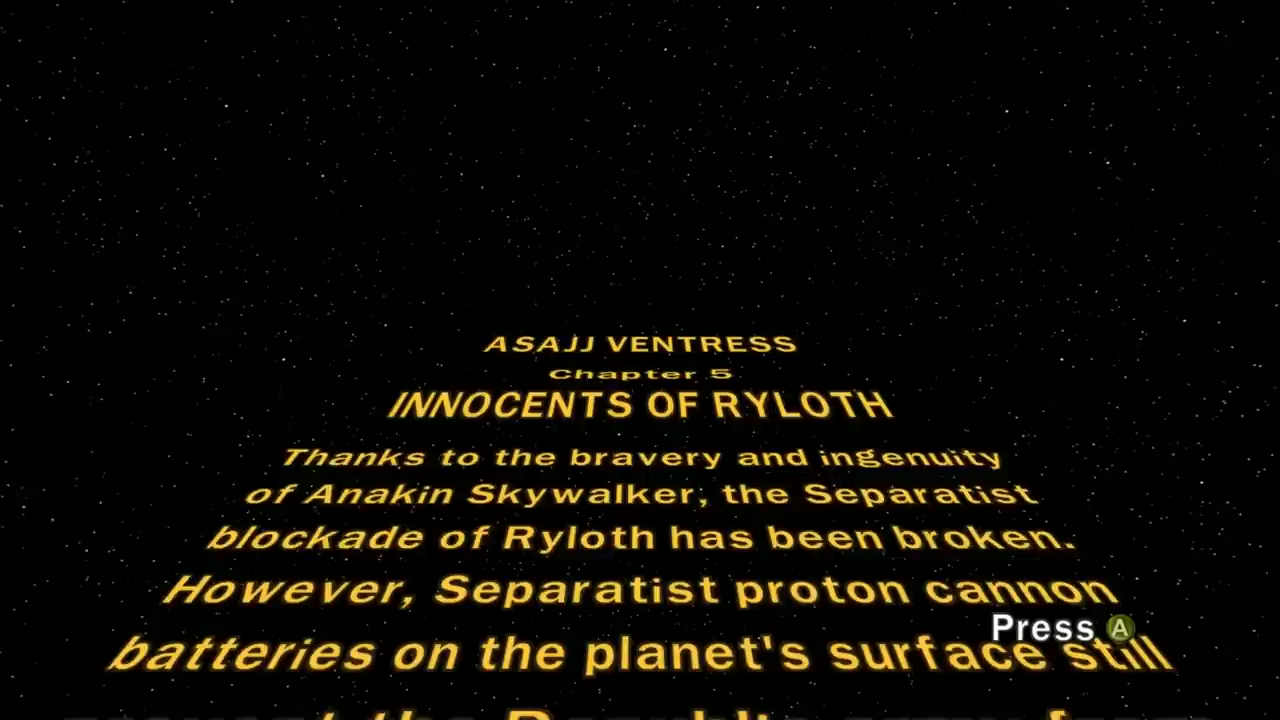 ASAJJ VENTRESS
Chapter 5
INNOCENTS OF RYLOTH
Thanks to the bravery and ingenuity
of Anakin Skywalker, the Separatist
blockade of Ryloth has been broken.
However, Separatist proton cannon
Press A
batteries on the planet's surface still